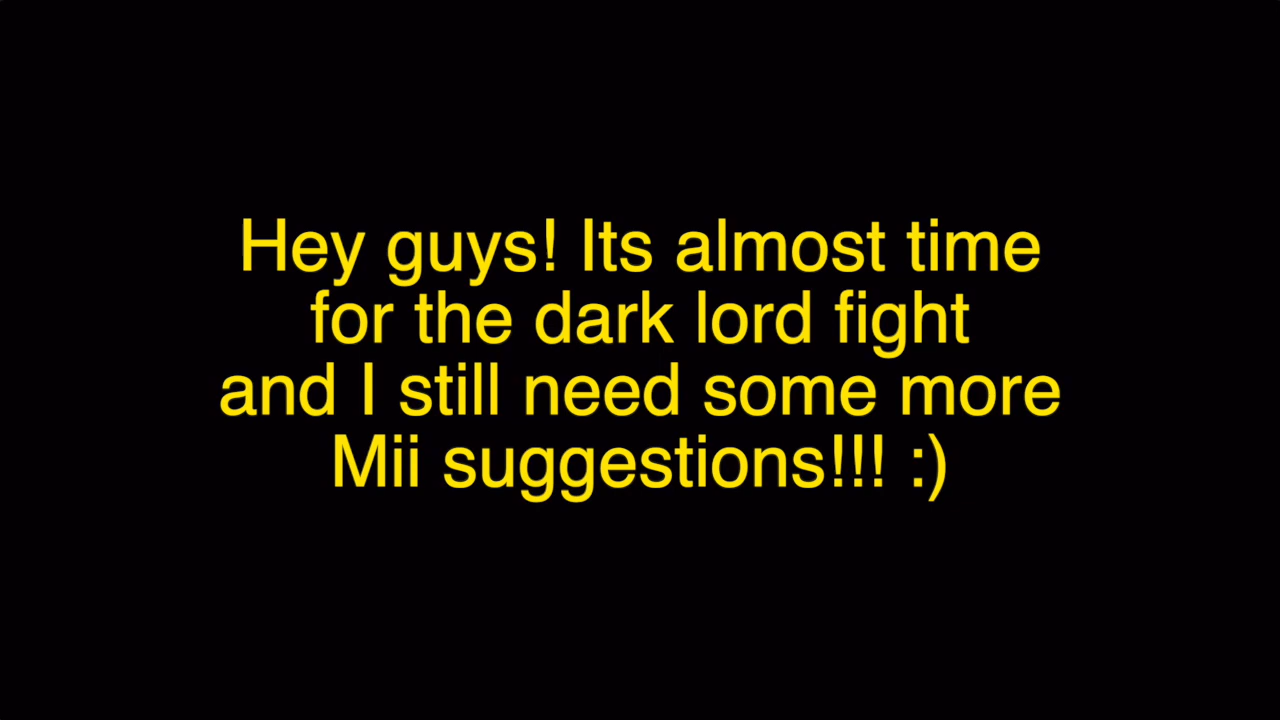 Hey guys! Its almost time
for the dark lord fight
and I still need some more
Mii suggestions!!! :)